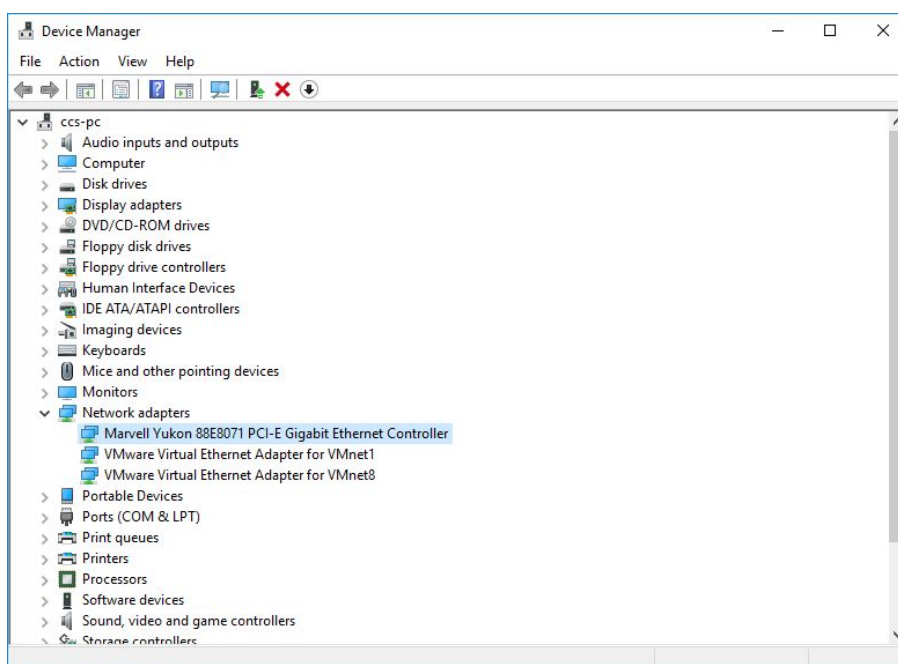 Device Manager
File Action View Help
ccs-pc
Audio inputs and outputs
Computer
Disk drives
Display adapters
DVD/CD-ROM drives
Floppy disk drives
Floppy drive controllers
Human Interface Devices
IDE ATA/ATAPI controllers
Imaging devices
Keyboards
Mice and other pointing devices
Monitors
Network adapters
Marvell Yukon 88E8071 PCI-E Gigabit Ethernet Controller
VMware Virtual Ethernet Adapter for VMnet1
VMware Virtual Ethernet Adapter for VMnet8
Portable Devices
Ports (COM & LPT)
Print queues
Printers
Processors
Software devices
Sound, video and game controllers
Storage controllers